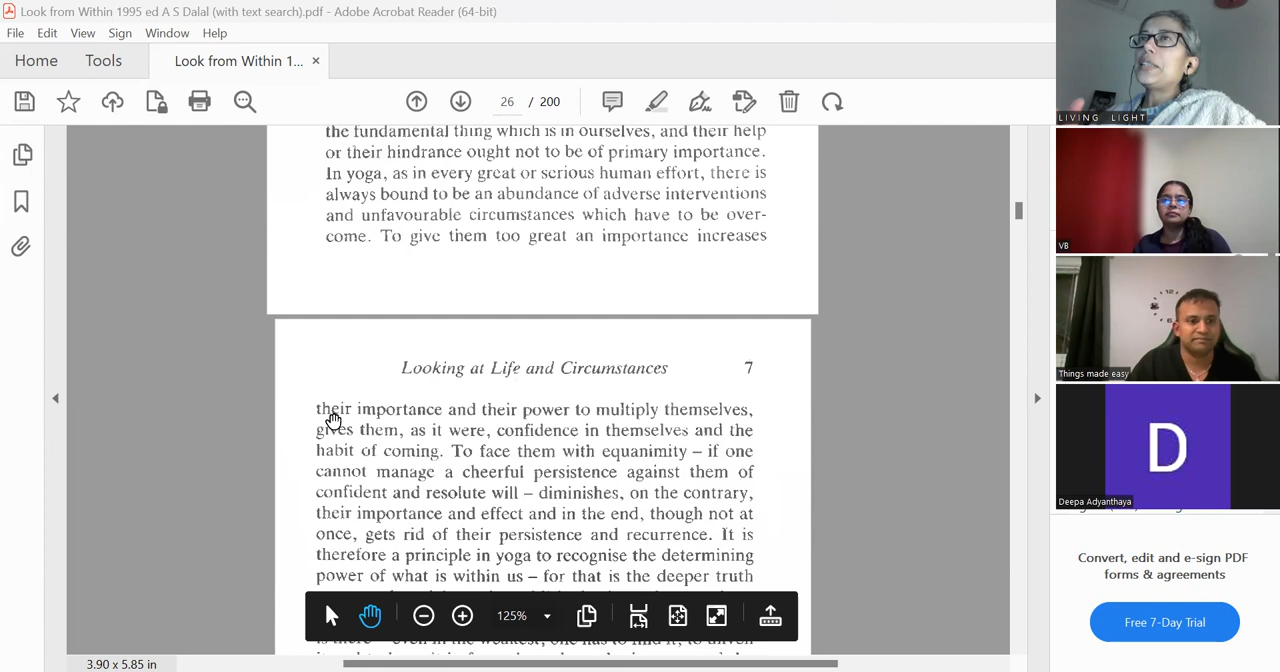 Look from Within 1995 ed A S Dalal (with text search).pdf - Adobe Acrobat Reader (64-bit)
File Edit View Sign Window Help
Home Tools Look from Within 1... ×
26 / 200
the fundamental thing which is in ourselves, and their help
or their hindrance ought not to be of primary importance.
In yoga, as in every great or serious human effort, there is
always bound to be an abundance of adverse interventions
and unfavourable circumstances which have to be over-
come. To give them too great an importance increases
Looking at Life and Circumstances 7
their importance and their power to multiply themselves,
gives them, as it were, confidence in themselves and the
habit of coming. To face them with equanimity – if one
cannot manage a cheerful persistence against them of
confident and resolute will – diminishes, on the contrary,
their importance and effect and in the end, though not at
once, gets rid of their persistence and recurrence. It is
therefore a principle in yoga to recognise the determining
power of what is within us – for that is the deeper truth
125%
3.90 x 5.85 in
LIVING LIGHT
VB
12
Things made easy
D
Deepa Adyanthaya
Convert, edit and e-sign PDF
forms & agreements
Free 7-Day Trial